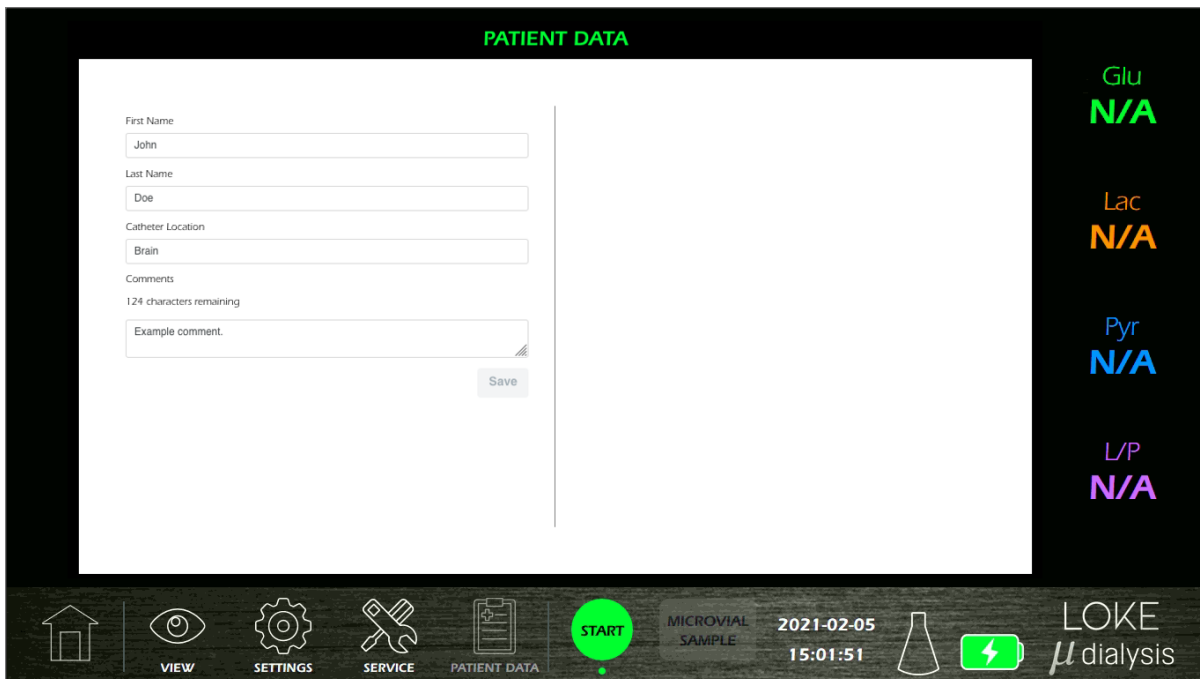 PATIENT DATA
First Name
John
Last Name
Doe
Catheter Location
Brain
Comments
124 characters remaining
Example comment.
Save
Glu
N/A
Lac
N/A
Pyr
N/A
L/P
N/A
VIEW
SETTINGS
SERVICE
PATIENT DATA
START
MICROVIAL
SAMPLE
2021-02-05
15:01:51
LOKE
μ dialysis